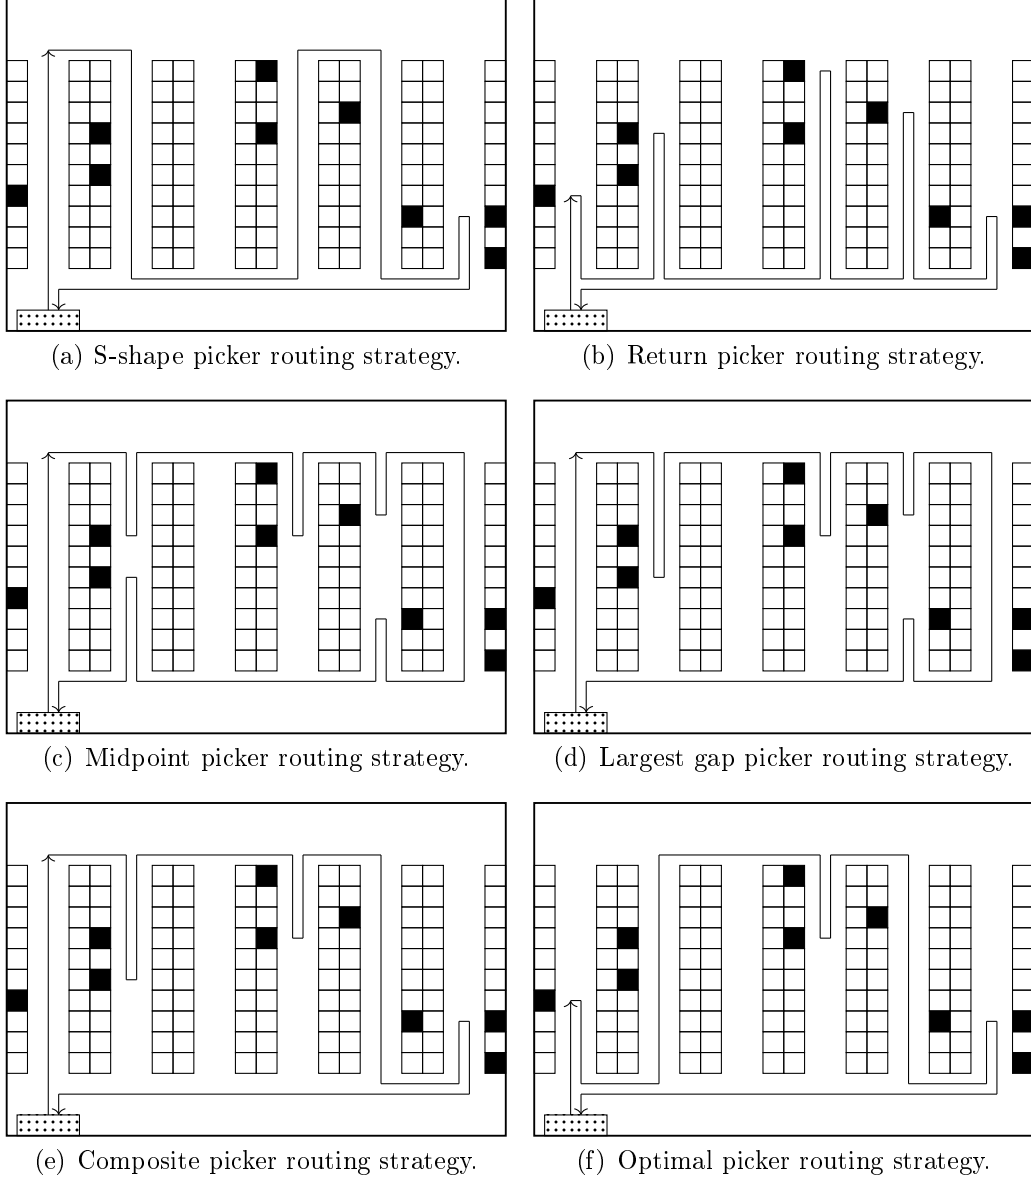 (a) S-shape picker routing strategy.
(b) Return picker routing strategy.
(c) Midpoint picker routing strategy.
(d) Largest gap picker routing strategy.
(e) Composite picker routing strategy.
(f) Optimal picker routing strategy.